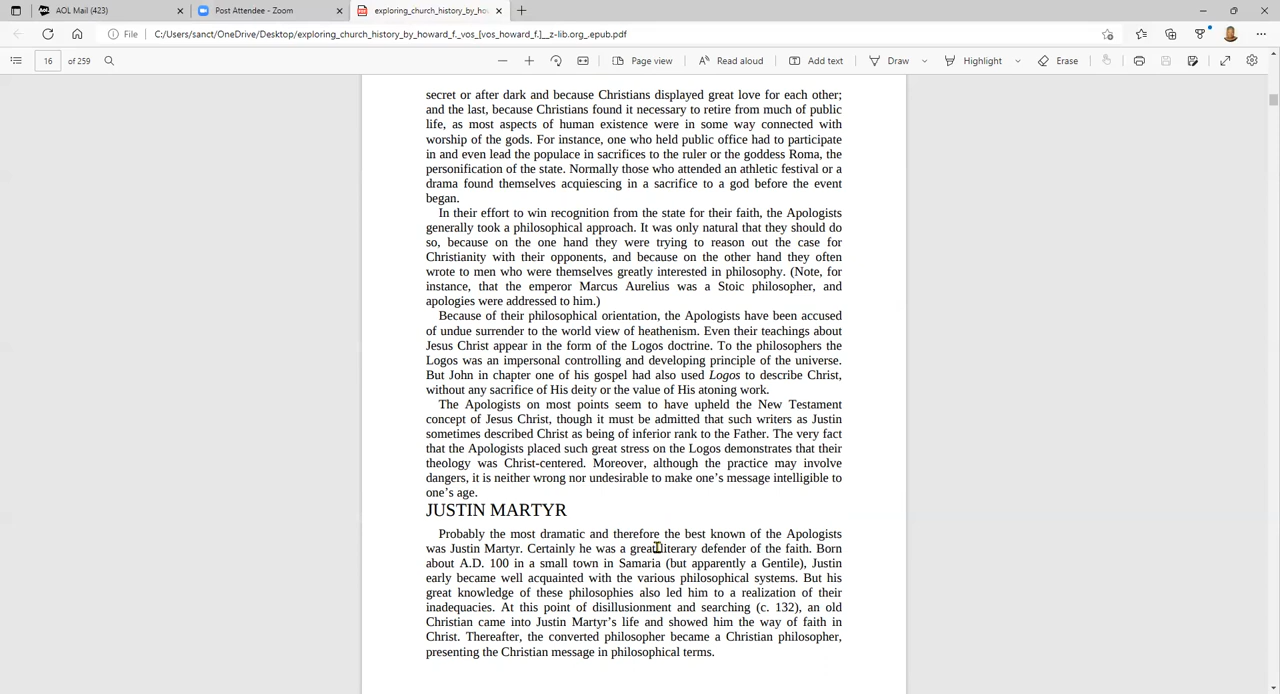 AOL Mail (423)
Post Attendee - Zoom
exploring_church_history_by_ho
File
C:/Users/sanct/OneDrive/Desktop/exploring_church_history_by_howard_f._vos_[vos_howard_f.]__z-lib.org_.epub.pdf
16 of 259
Page view
Read aloud
Add text
Draw
Highlight
Erase
secret or after dark and because Christians displayed great love for each other;
and the last, because Christians found it necessary to retire from much of public
life, as most aspects of human existence were in some way connected with
worship of the gods. For instance, one who held public office had to participate
in and even lead the populace in sacrifices to the ruler or the goddess Roma, the
personification of the state. Normally those who attended an athletic festival or a
drama found themselves acquiescing in a sacrifice to a god before the event
began.
In their effort to win recognition from the state for their faith, the Apologists
generally took a philosophical approach. It was only natural that they should do
so, because on the one hand they were trying to reason out the case for
Christianity with their opponents, and because on the other hand they often
wrote to men who were themselves greatly interested in philosophy. (Note, for
instance, that the emperor Marcus Aurelius was a Stoic philosopher, and
apologies were addressed to him.)
Because of their philosophical orientation, the Apologists have been accused
of undue surrender to the world view of heathenism. Even their teachings about
Jesus Christ appear in the form of the Logos doctrine. To the philosophers the
Logos was an impersonal controlling and developing principle of the universe.
But John in chapter one of his gospel had also used Logos to describe Christ,
without any sacrifice of His deity or the value of His atoning work.
The Apologists on most points seem to have upheld the New Testament
concept of Jesus Christ, though it must be admitted that such writers as Justin
sometimes described Christ as being of inferior rank to the Father. The very fact
that the Apologists placed such great stress on the Logos demonstrates that their
theology was Christ-centered. Moreover, although the practice may involve
dangers, it is neither wrong nor undesirable to make one's message intelligible to
one's age.
JUSTIN MARTYR
Probably the most dramatic and therefore the best known of the Apologists
was Justin Martyr. Certainly he was a great literary defender of the faith. Born
about A.D. 100 in a small town in Samaria (but apparently a Gentile), Justin
early became well acquainted with the various philosophical systems. But his
great knowledge of these philosophies also led him to a realization of their
inadequacies. At this point of disillusionment and searching (c. 132), an old
Christian came into Justin Martyr's life and showed him the way of faith in
Christ. Thereafter, the converted philosopher became a Christian philosopher,
presenting the Christian message in philosophical terms.